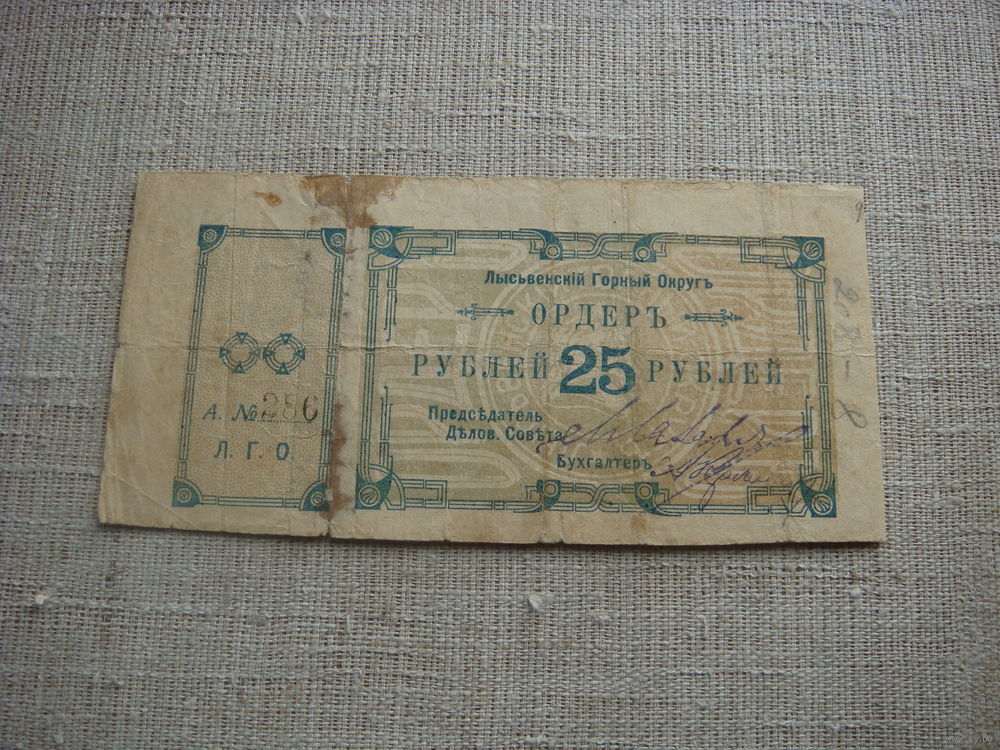 Лысьвенскій Горный Округъ
ОРДЕРЪ
РУБЛЕЙ 25 РУБЛЕЙ
Предсѣдатель
Дѣлов. Совѣта
Бухгалтеръ
А. № 286
Л. Г. О.